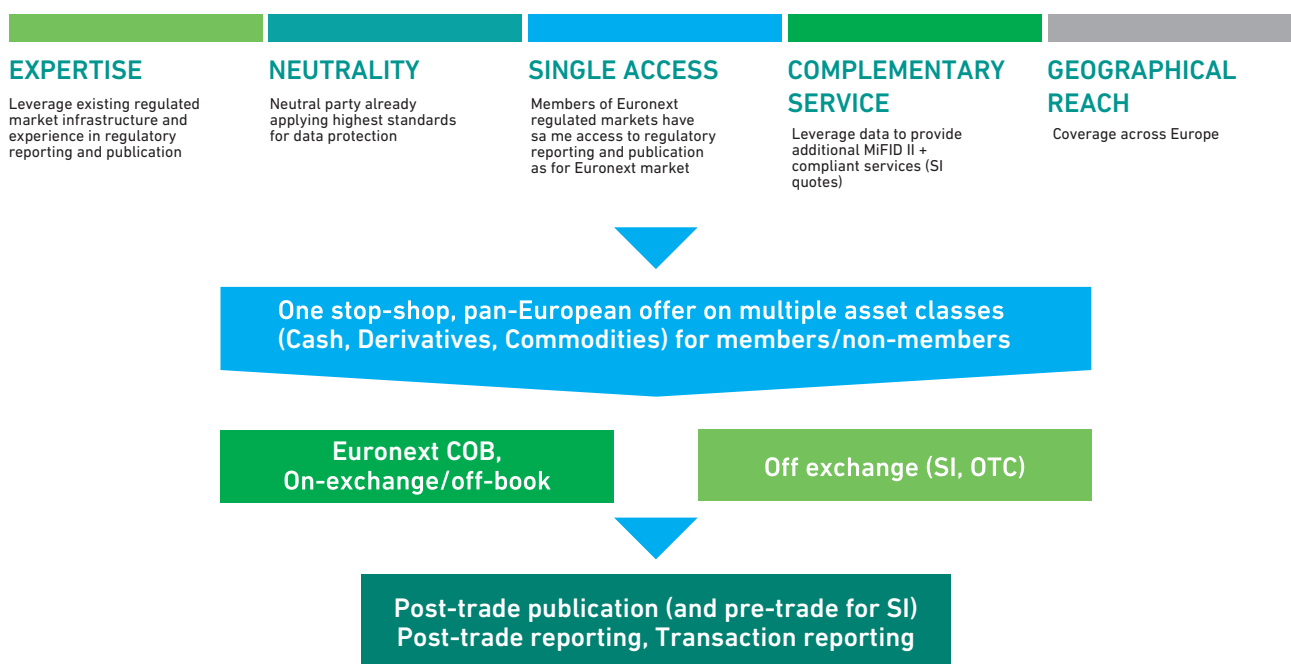 EXPERTISE
Leverage existing regulated
market infrastructure and
experience in regulatory
reporting and publication
NEUTRALITY
Neutral party already
applying highest standards
for data protection
SINGLE ACCESS
Members of Euronext
regulated markets have
sa me access to regulatory
reporting and publication
as for Euronext market
COMPLEMENTARY
SERVICE
Leverage data to provide
additional MiFID II +
compliant services (SI
quotes)
GEOGRAPHICAL
REACH
Coverage across Europe
One stop-shop, pan-European offer on multiple asset classes
(Cash, Derivatives, Commodities) for members/non-members
Euronext COB,
On-exchange/off-book
Off exchange (SI, OTC)
Post-trade publication (and pre-trade for SI)
Post-trade reporting, Transaction reporting